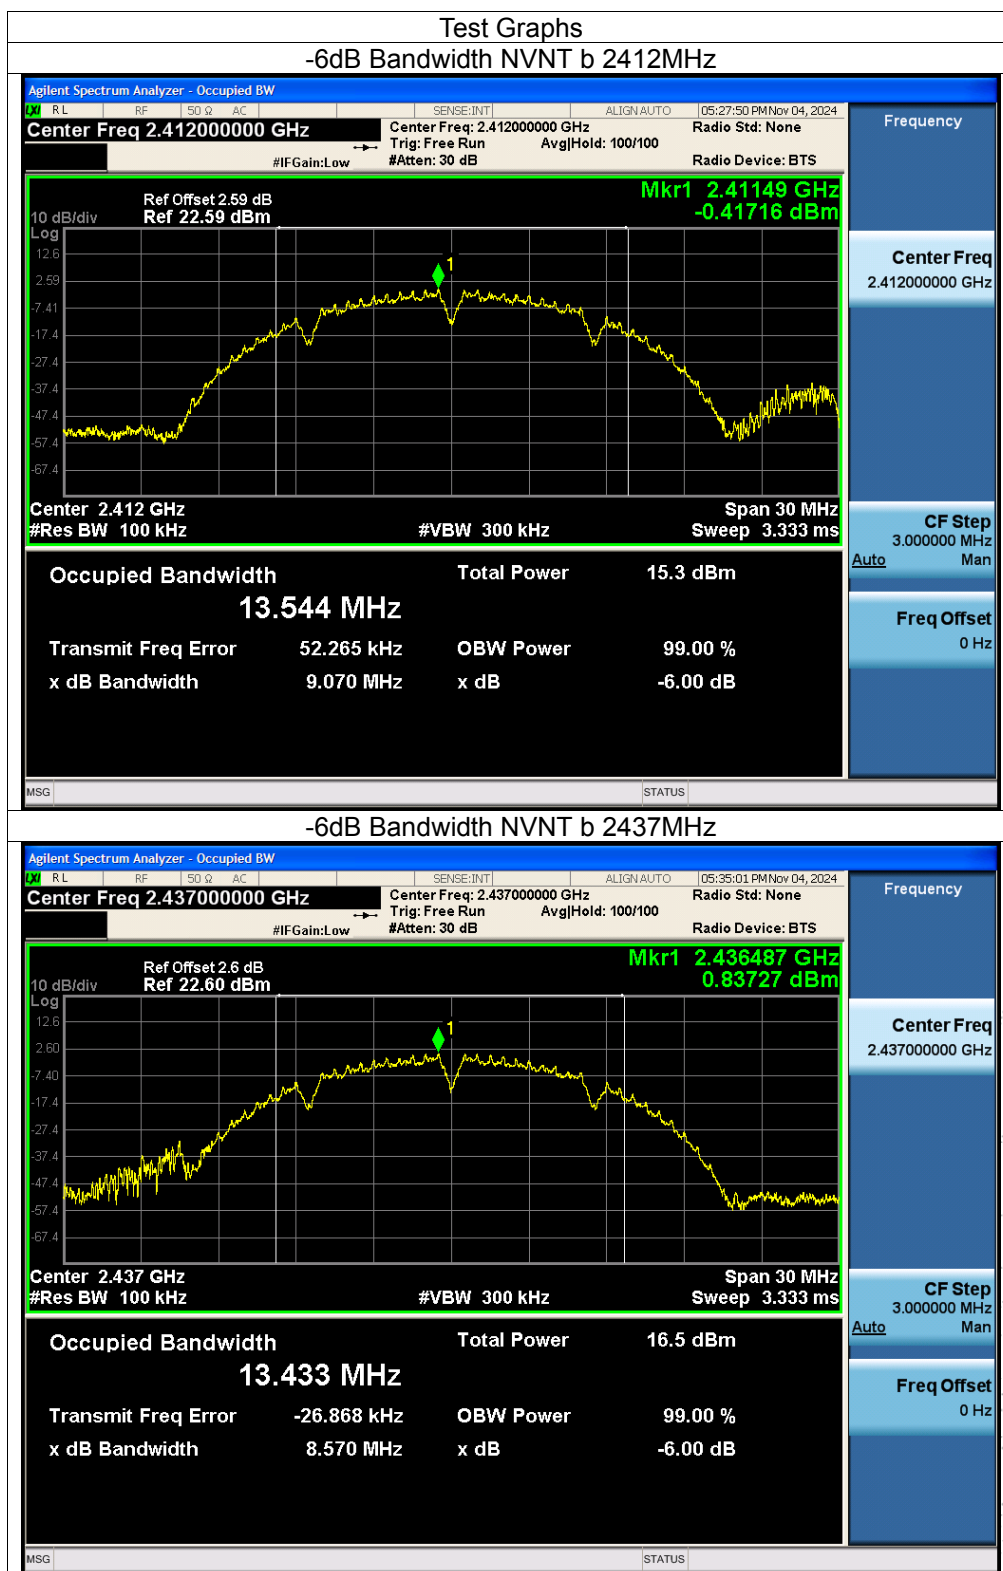 Test Graphs
-6dB Bandwidth NVNT b 2412MHz
Agilent Spectrum Analyzer - Occupied BW
LXI RL RF 50 Ω AC SENSE:INT ALIGN AUTO 05:27:50 PM Nov 04, 2024
Center Freq 2.412000000 GHz
Center Freq: 2.412000000 GHz
Radio Std: None
Trig: Free Run Avg|Hold: 100/100
#IFGain:Low #Atten: 30 dB Radio Device: BTS
Frequency
Mkr1 2.41149 GHz
-0.41716 dBm
Ref Offset 2.59 dB
10 dB/div Ref 22.59 dBm
Log
12.6
2.59
-7.41
-17.4
-27.4
-37.4
-47.4
-57.4
-67.4
1
Center 2.412 GHz Span 30 MHz
#Res BW 100 kHz #VBW 300 kHz Sweep 3.333 ms
Center Freq
2.412000000 GHz
CF Step
3.000000 MHz
Auto Man
Freq Offset
0 Hz
Occupied Bandwidth Total Power 15.3 dBm
13.544 MHz
Transmit Freq Error 52.265 kHz OBW Power 99.00 %
x dB Bandwidth 9.070 MHz x dB -6.00 dB
MSG STATUS
-6dB Bandwidth NVNT b 2437MHz
Agilent Spectrum Analyzer - Occupied BW
LXI RL RF 50 Ω AC SENSE:INT ALIGN AUTO 05:35:01 PM Nov 04, 2024
Center Freq 2.437000000 GHz
Center Freq: 2.437000000 GHz
Radio Std: None
Trig: Free Run Avg|Hold: 100/100
#IFGain:Low #Atten: 30 dB Radio Device: BTS
Frequency
Mkr1 2.436487 GHz
0.83727 dBm
Ref Offset 2.6 dB
10 dB/div Ref 22.60 dBm
Log
12.6
2.60
-7.40
-17.4
-27.4
-37.4
-47.4
-57.4
-67.4
1
Center 2.437 GHz Span 30 MHz
#Res BW 100 kHz #VBW 300 kHz Sweep 3.333 ms
Center Freq
2.437000000 GHz
CF Step
3.000000 MHz
Auto Man
Freq Offset
0 Hz
Occupied Bandwidth Total Power 16.5 dBm
13.433 MHz
Transmit Freq Error -26.868 kHz OBW Power 99.00 %
x dB Bandwidth 8.570 MHz x dB -6.00 dB
MSG STATUS